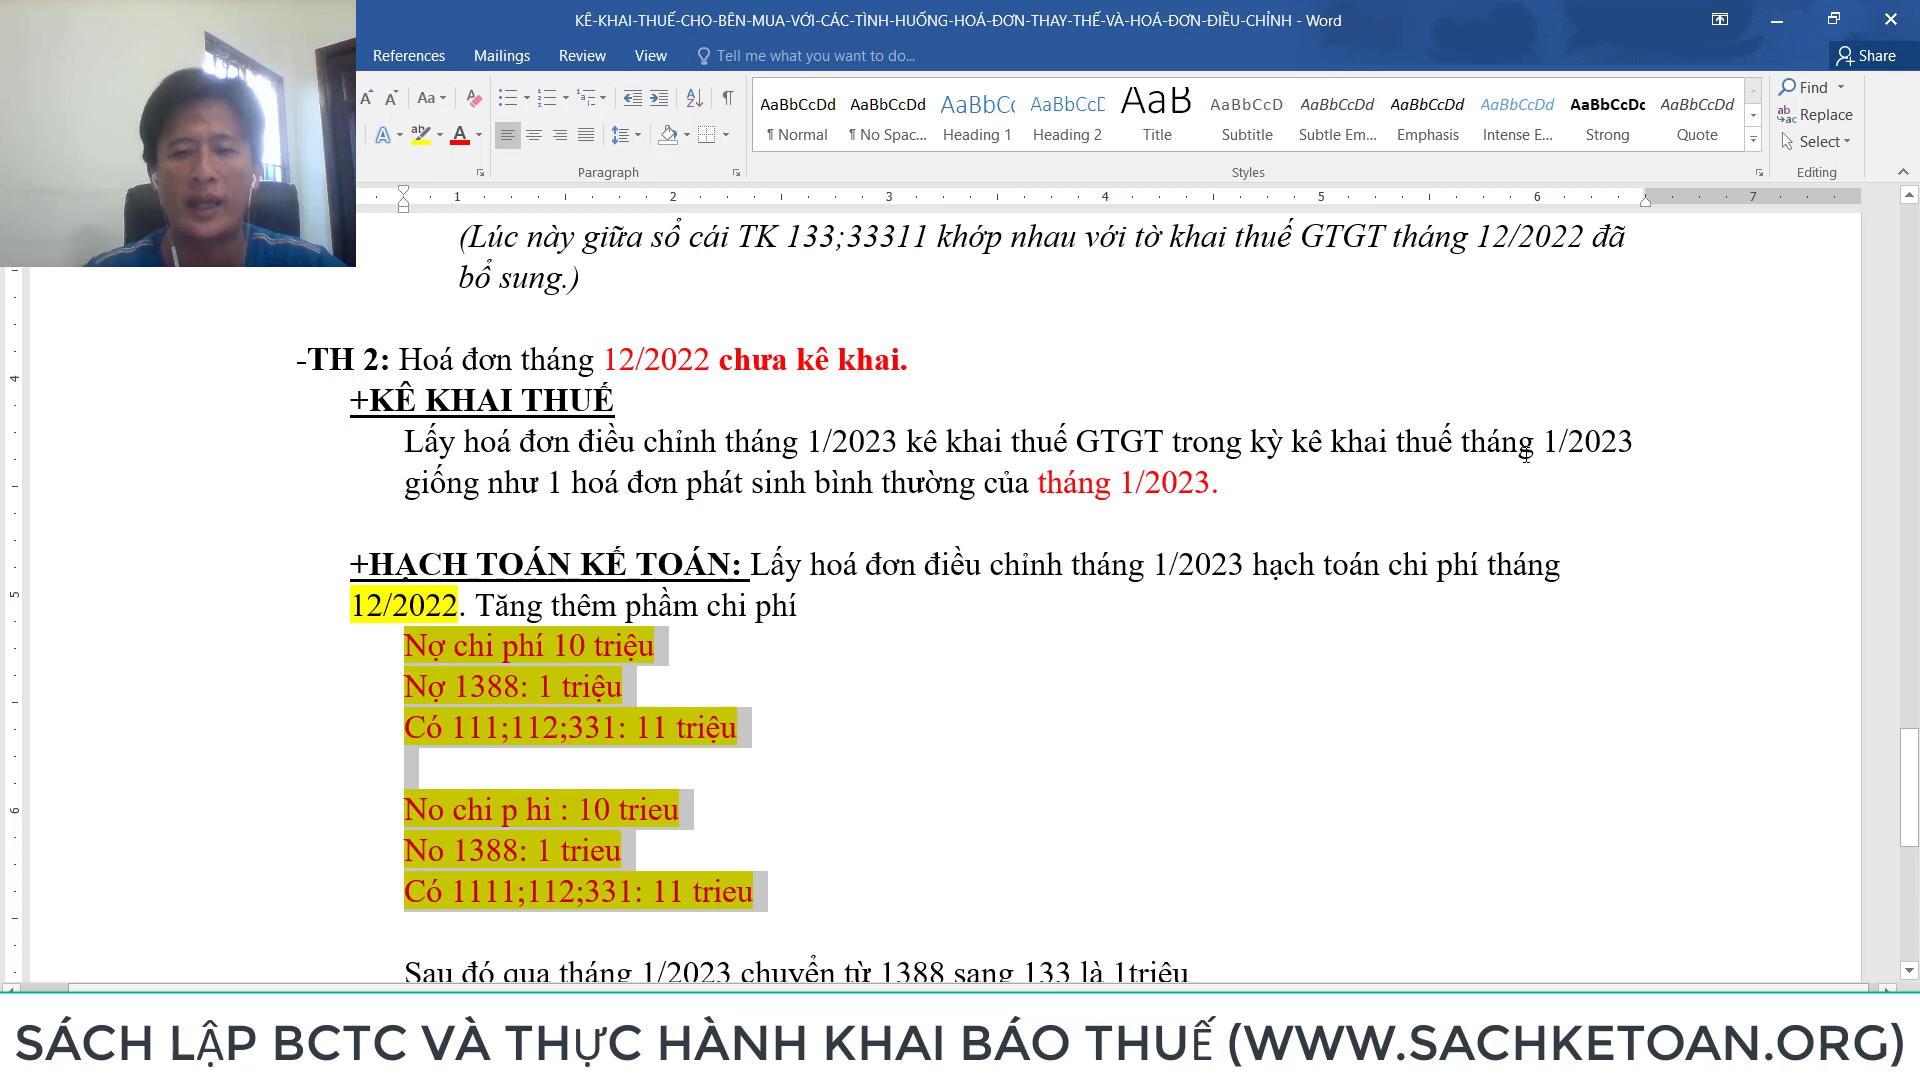 KÊ-KHAI-THUẾ-CHO-BÊN-MUA-VỚI-CÁC-TÌNH-HUỐNG-HOÁ-ĐƠN-THAY-THẾ-VÀ-HOÁ-ĐƠN-ĐIỀU-CHỈNH - Word
References Mailings Review View Tell me what you want to do... Share
AaBbCcDd AaBbCcDd AaBbC( AaBbCcD AaB AaBbCcD AaBbCcDd AaBbCcDd AaBbCcDd AaBbCcDc AaBbCcDd
¶ Normal ¶ No Spac... Heading 1 Heading 2 Title Subtitle Subtle Em... Emphasis Intense E... Strong Quote
Find
Replace
Select
Paragraph Styles Editing
1 2 3 4 5 6 7
(Lúc này giữa sổ cái TK 133;33311 khớp nhau với tờ khai thuế GTGT tháng 12/2022 đã
bổ sung.)
-TH 2: Hoá đơn tháng 12/2022 chưa kê khai.
+KÊ KHAI THUẾ
Lấy hoá đơn điều chỉnh tháng 1/2023 kê khai thuế GTGT trong kỳ kê khai thuế tháng 1/2023
giống như 1 hoá đơn phát sinh bình thường của tháng 1/2023.
+HẠCH TOÁN KẾ TOÁN: Lấy hoá đơn điều chỉnh tháng 1/2023 hạch toán chi phí tháng
12/2022. Tăng thêm phầm chi phí
Nợ chi phí 10 triệu
Nợ 1388: 1 triệu
Có 111;112;331: 11 triệu
No chi p hi : 10 trieu
No 1388: 1 trieu
Có 1111;112;331: 11 trieu
Sau đó qua tháng 1/2023 chuyển từ 1388 sang 133 là 1triệu
SÁCH LẬP BCTC VÀ THỰC HÀNH KHAI BÁO THUẾ (WWW.SACHKETOAN.ORG)